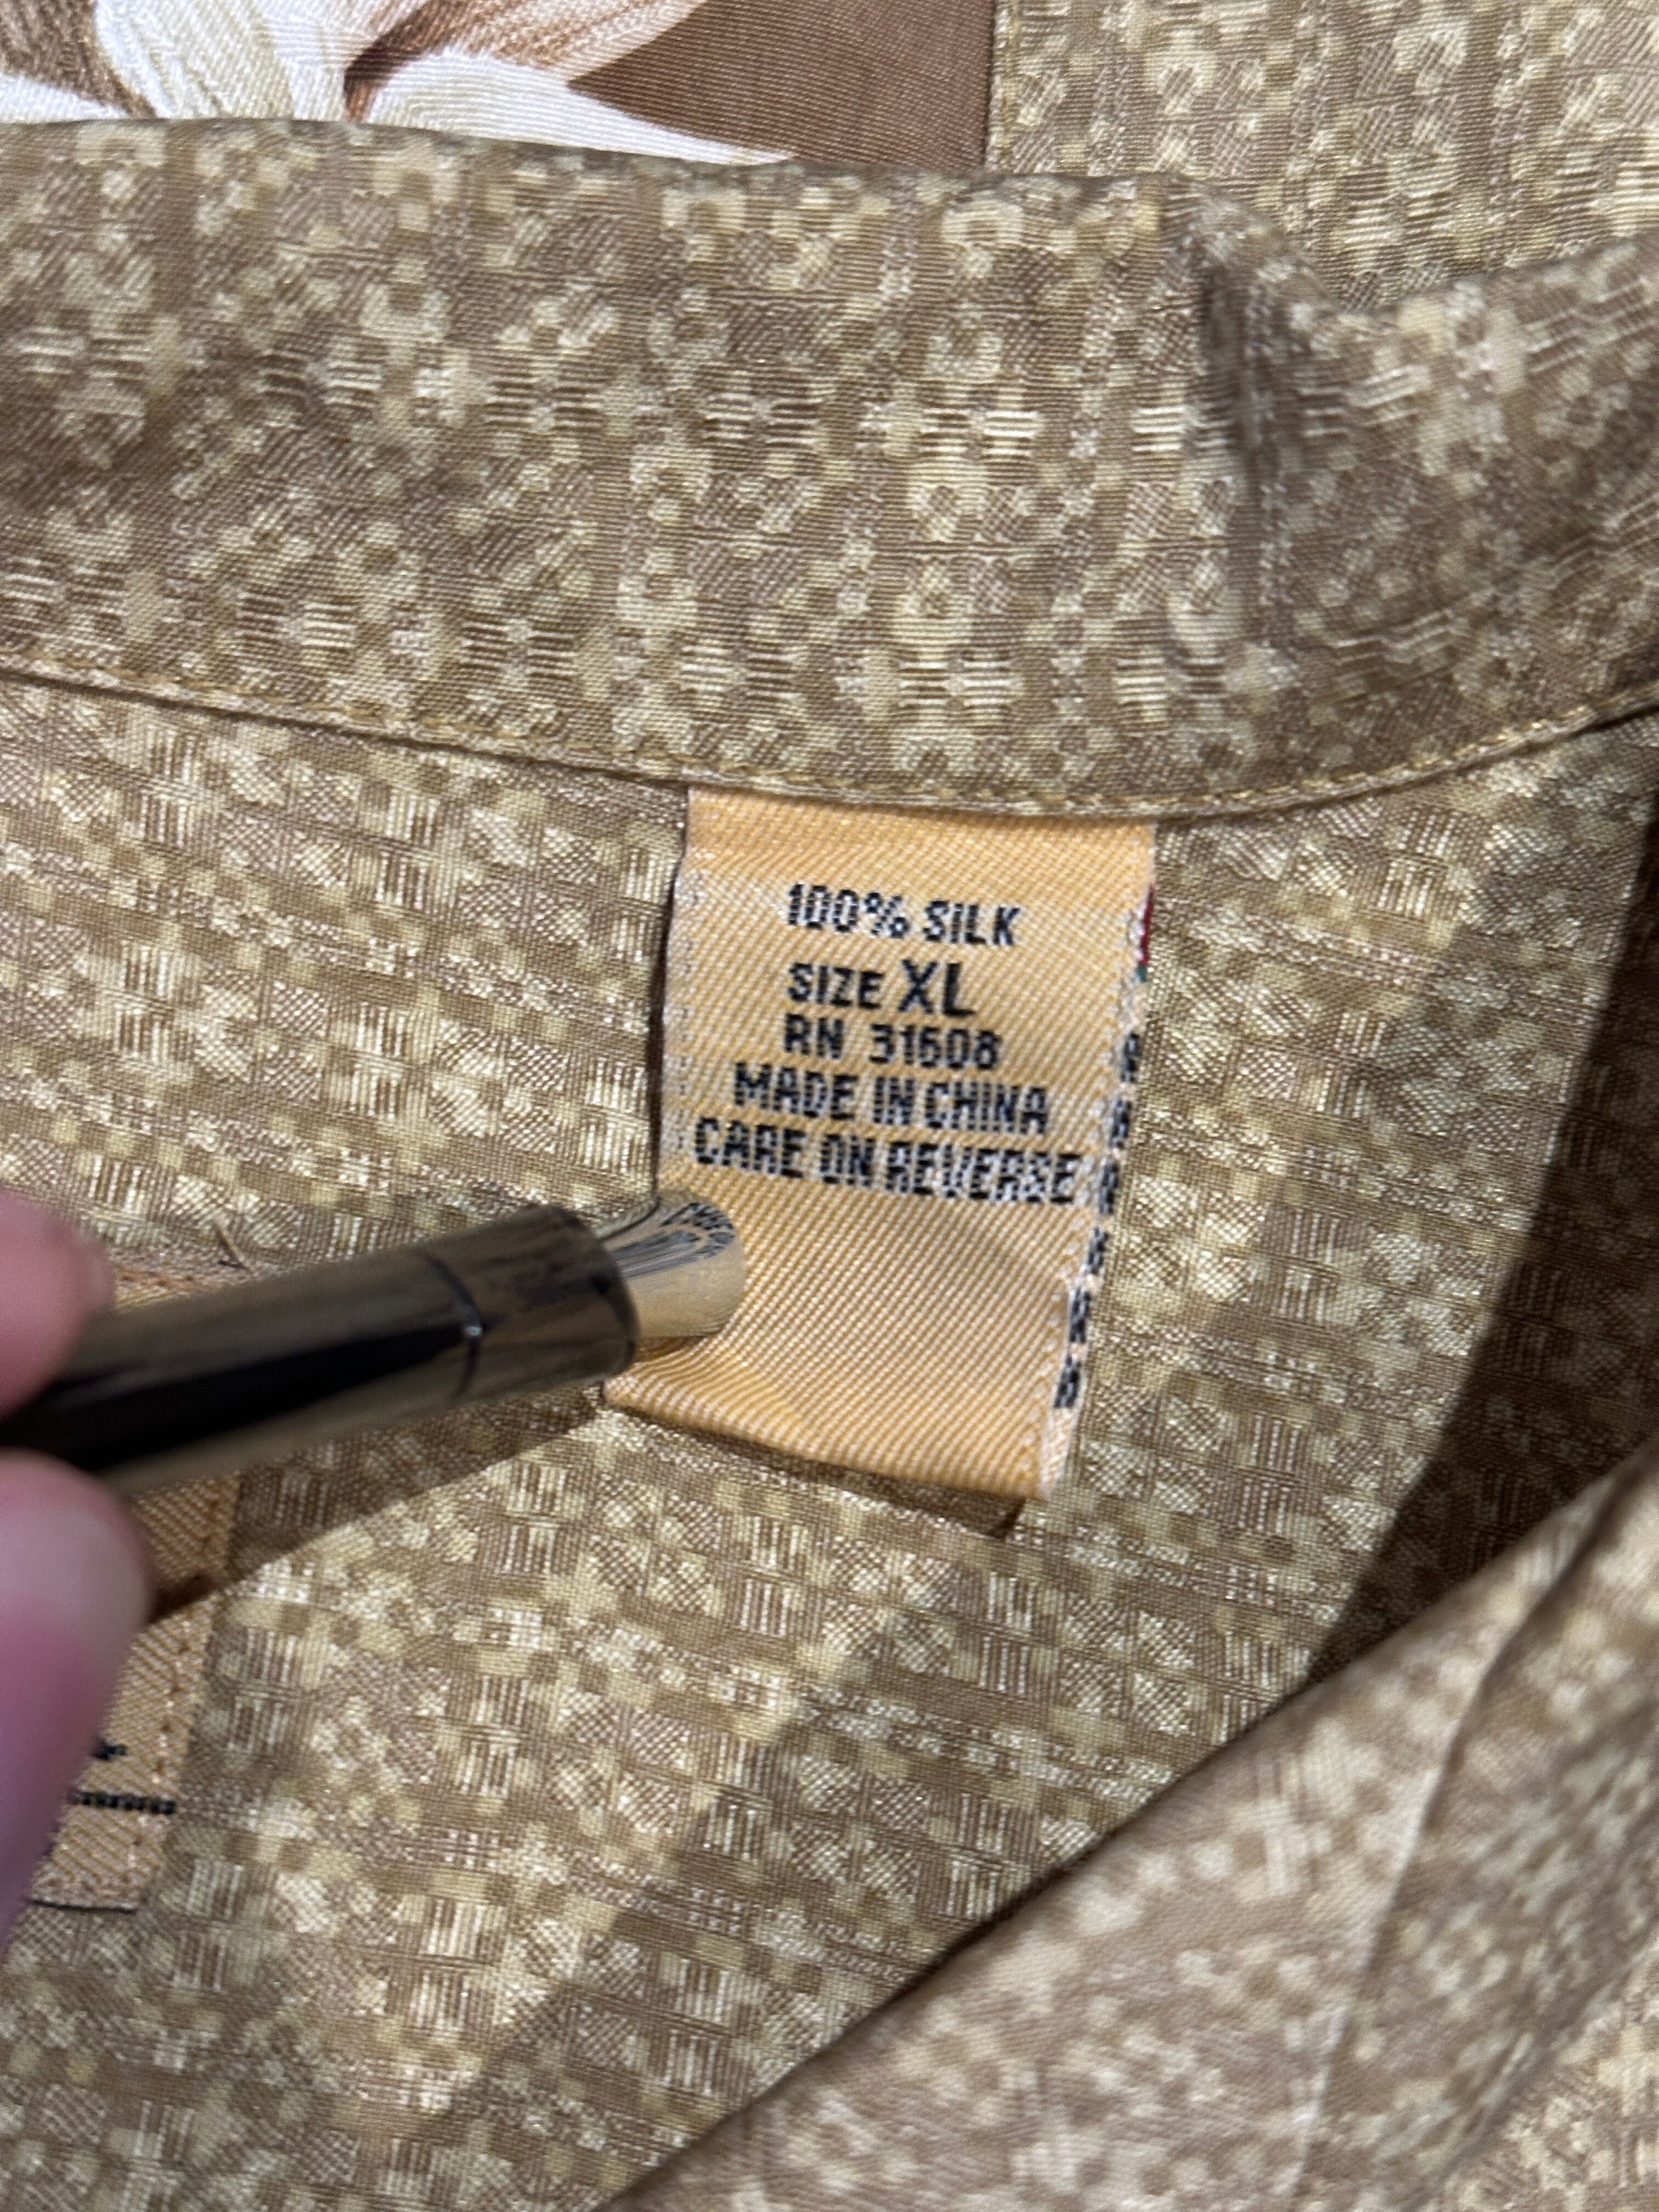 100% SILK
SIZE XL
RN 31608
MADE IN CHINA
CARE ON REVERSE